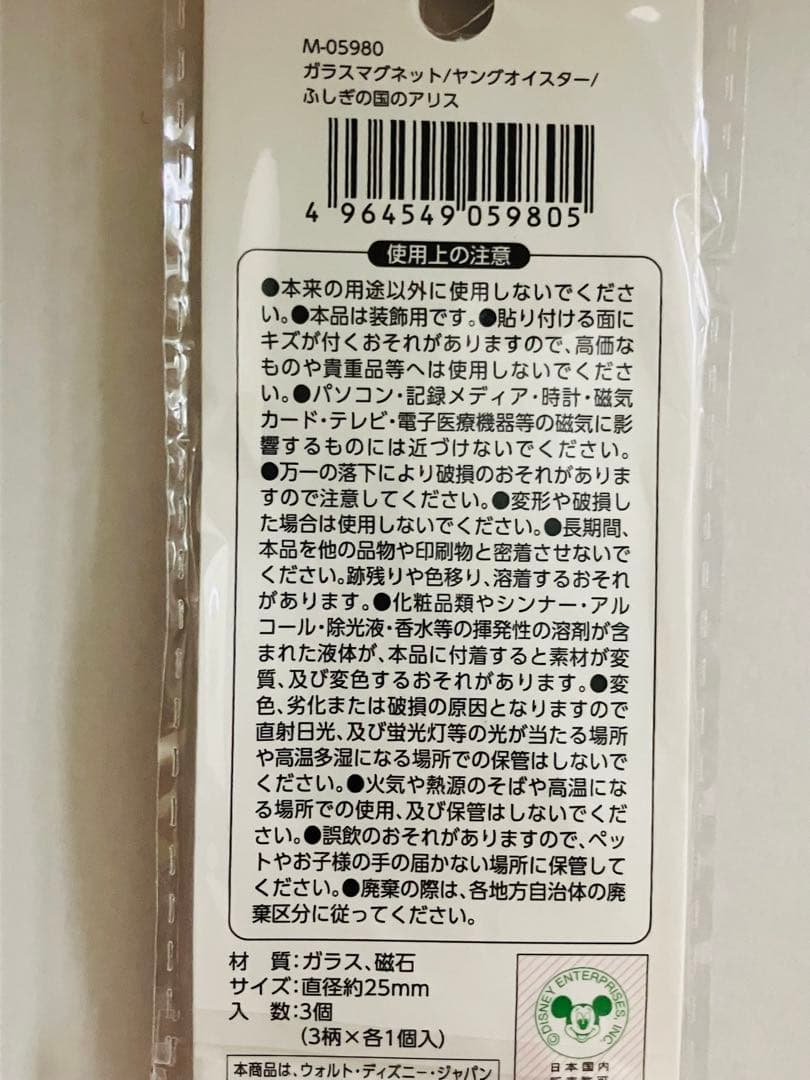 M-05980
ガラスマグネット/ヤングオイスター/
ふしぎの国のアリス
4 964549 059805
使用上の注意
●本来の用途以外に使用しないでくださ
い。●本品は装飾用です。●貼り付ける面に
キズが付くおそれがありますので、高価な
ものや貴重品等へは使用しないでくださ
い。●パソコン・記録メディア・時計・磁気
カード・テレビ・電子医療機器等の磁気に影
響するものには近づけないでください。
●万一の落下により破損のおそれがありま
すので注意してください。●変形や破損し
た場合は使用しないでください。●長期間、
本品を他の品物や印刷物と密着させないで
ください。跡残りや色移り、溶着するおそれ
があります。●化粧品類やシンナー・アル
コール・除光液・香水等の揮発性の溶剤が含
まれた液体が、本品に付着すると素材が変
質、及び変色するおそれがあります。●変
色、劣化または破損の原因となりますので
直射日光、及び蛍光灯等の光が当たる場所
や高温多湿になる場所での保管はしないで
ください。●火気や熱源のそばや高温にな
る場所での使用、及び保管はしないでくだ
さい。●誤飲のおそれがありますので、ペッ
トやお子様の手の届かない場所に保管して
ください。●廃棄の際は、各地方自治体の廃
棄区分に従ってください。
材　質：ガラス、磁石
サイズ：直径約25mm
入　数：3個
(3柄×各1個入)
©DISNEY ENTERPRISES, INC.
日本国内
本商品は、ウォルト・ディズニー・ジャパン